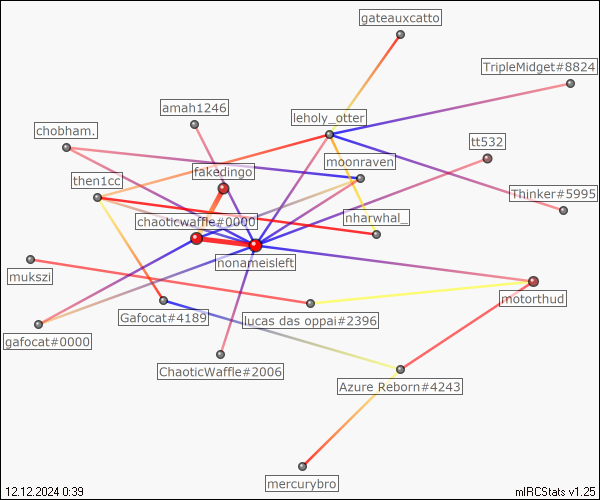 gateauxcatto
TripleMidget#8824
amah1246
leholy_otter
chobham.
tt532
moonraven
fakedingo
then1cc
Thinker#5995
nharwhal_
chaoticwaffle#0000
nonameisleft
mukszi
motorthud
Gafocat#4189
lucas das oppai#2396
gafocat#0000
ChaoticWaffle#2006
Azure Reborn#4243
mercurybro
12.12.2024 0:39
mIRCStats v1.25